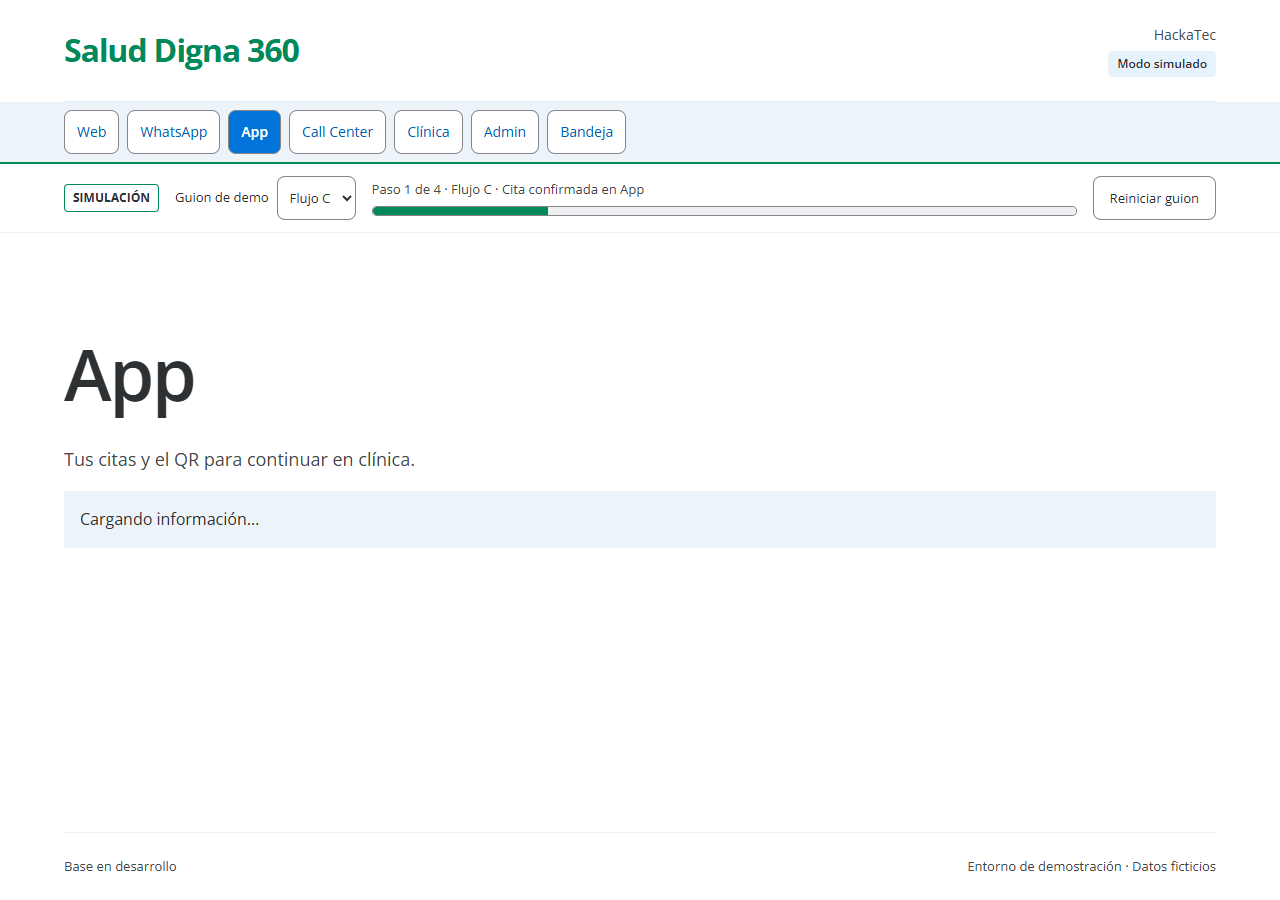 Salud Digna 360
HackaTec
Modo simulado
Web
WhatsApp
App
Call Center
Clínica
Admin
Bandeja
SIMULACIÓN
Guion de demo
Flujo C
Paso 1 de 4 · Flujo C · Cita confirmada en App
Reiniciar guion
App
Tus citas y el QR para continuar en clínica.
Cargando información...
Base en desarrollo
Entorno de demostración · Datos ficticios